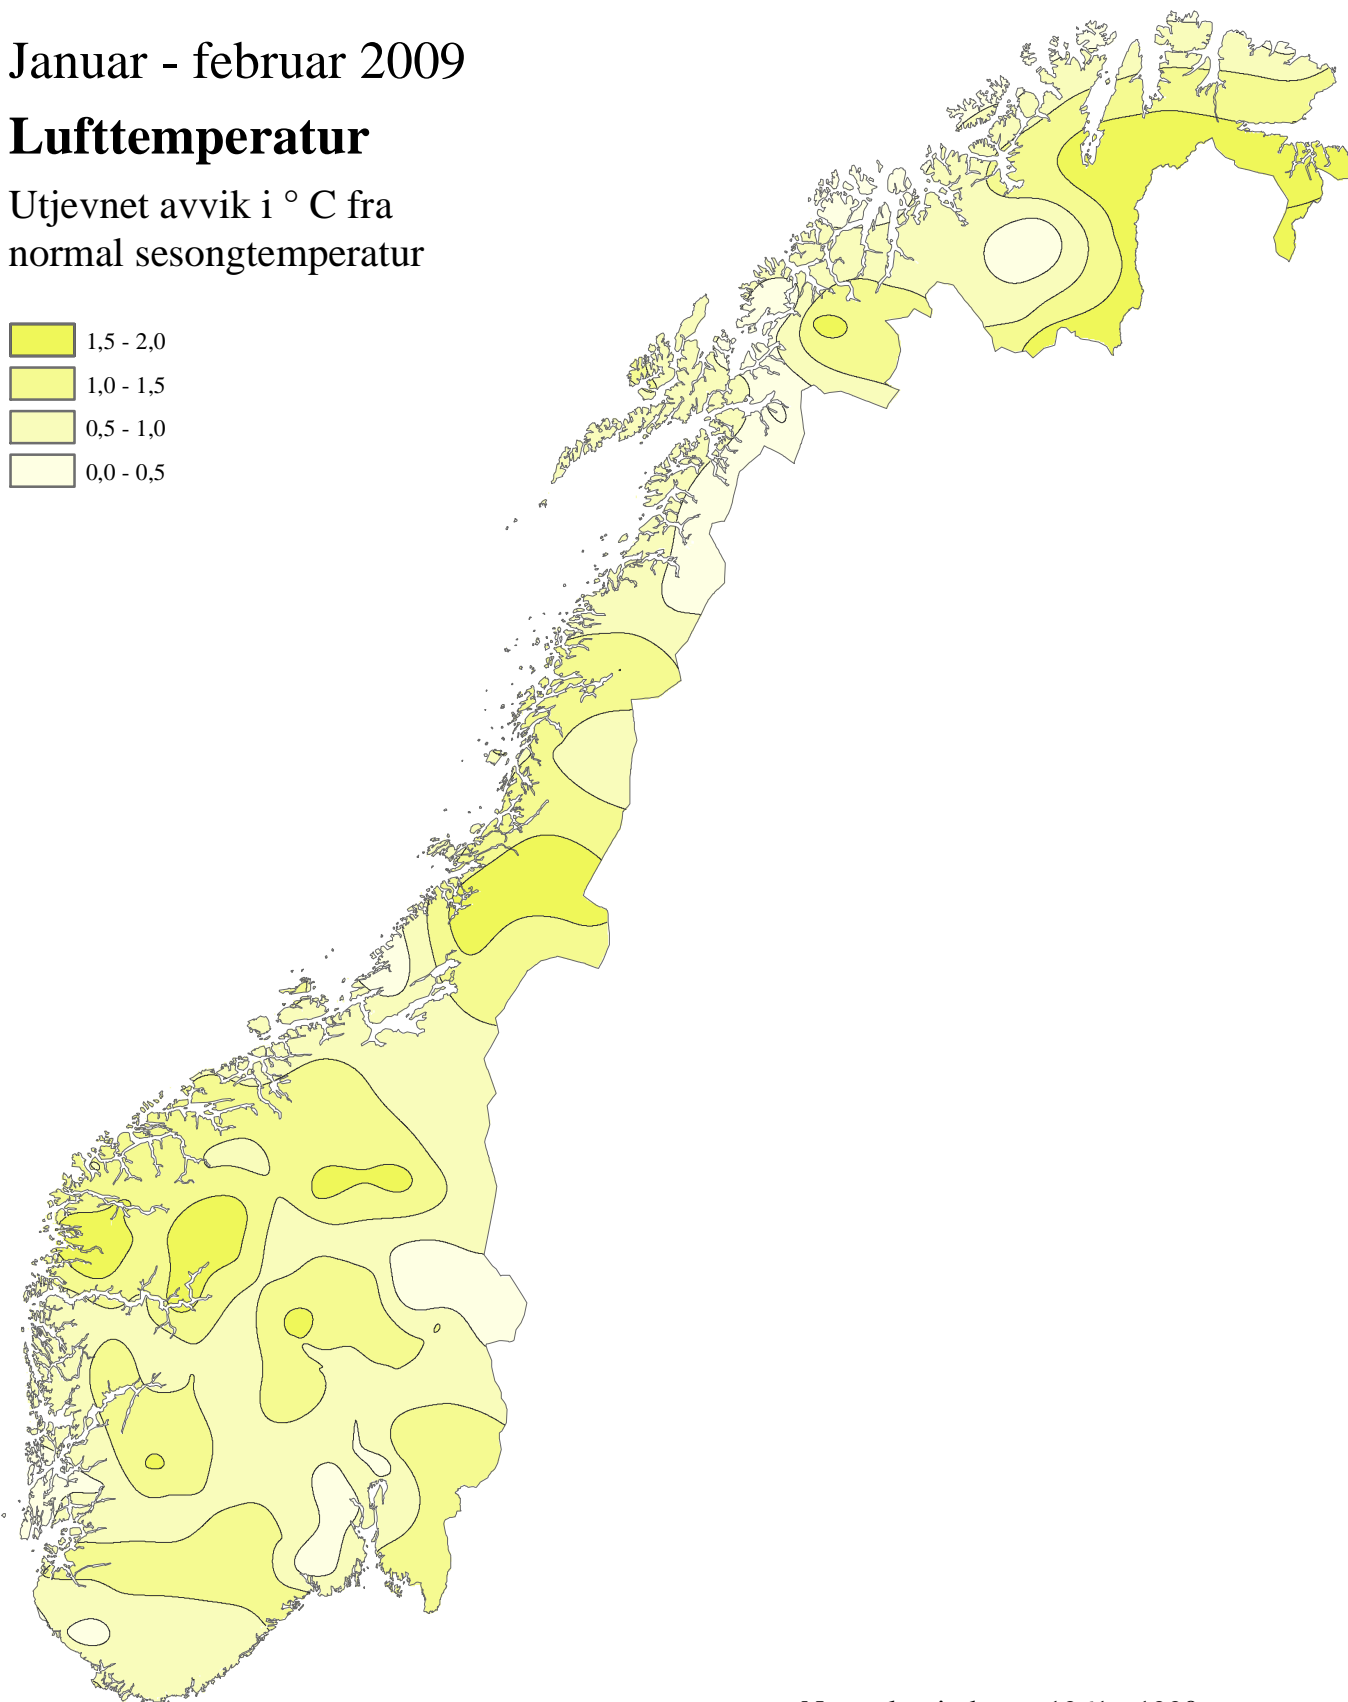 Januar - februar 2009
Lufttemperatur
Utjevnet avvik i ° C fra
normal sesongtemperatur
1,5 - 2,0
1,0 - 1,5
0,5 - 1,0
0,0 - 0,5